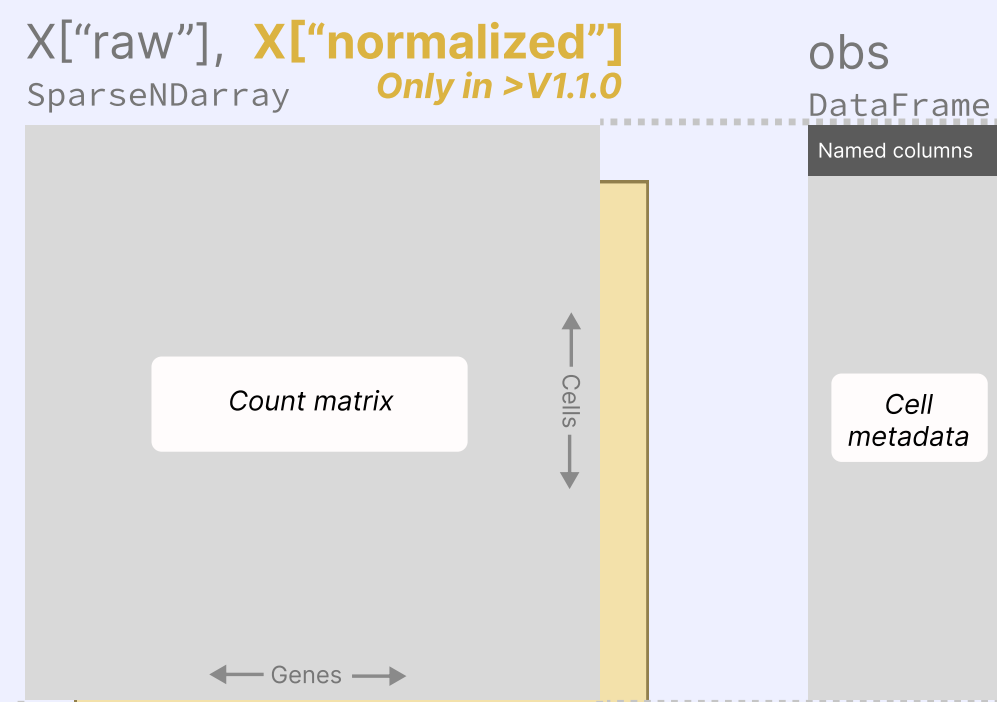 X[“raw”], X[“normalized”]
Only in >V1.1.0
SparseNDarray
Count matrix
Cells
Genes
obs
DataFrame
Named columns
Cell
metadata